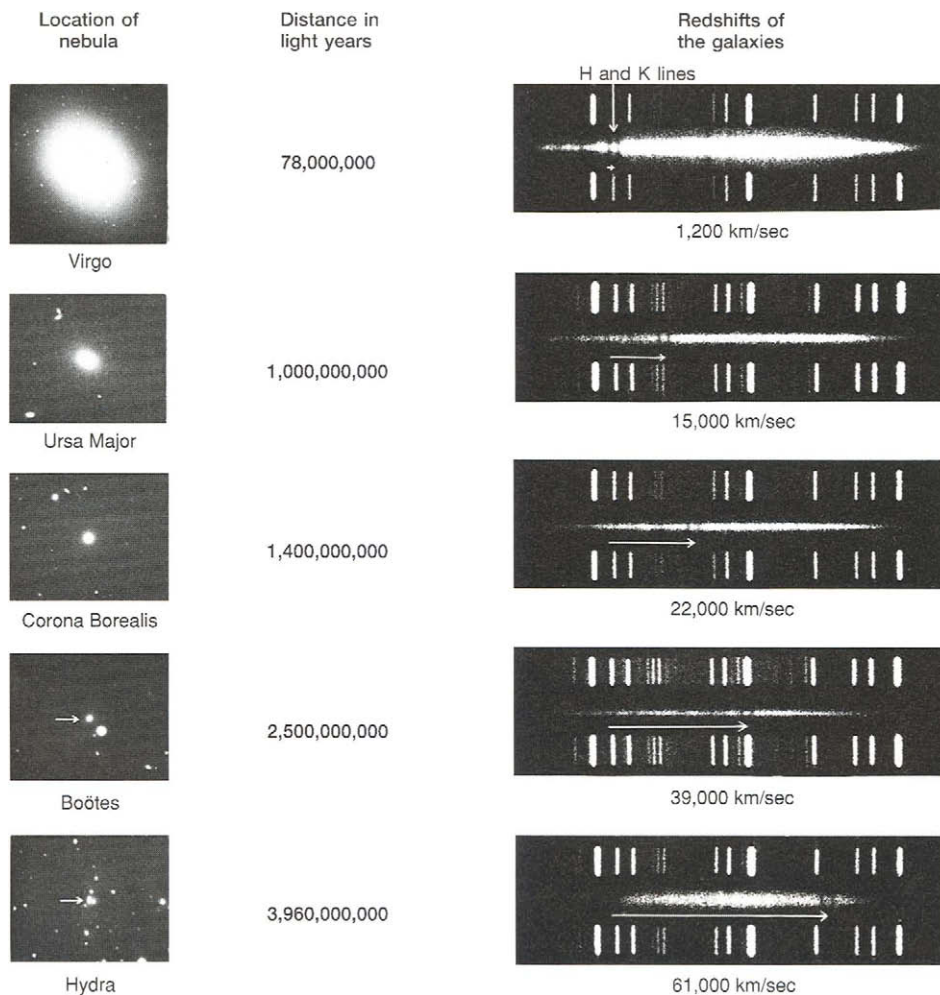 Location of
nebula
Distance in
light years
Redshifts of
the galaxies
H and K lines
78,000,000
1,200 km/sec
Virgo
1,000,000,000
15,000 km/sec
Ursa Major
1,400,000,000
22,000 km/sec
Corona Borealis
2,500,000,000
39,000 km/sec
Boötes
3,960,000,000
61,000 km/sec
Hydra